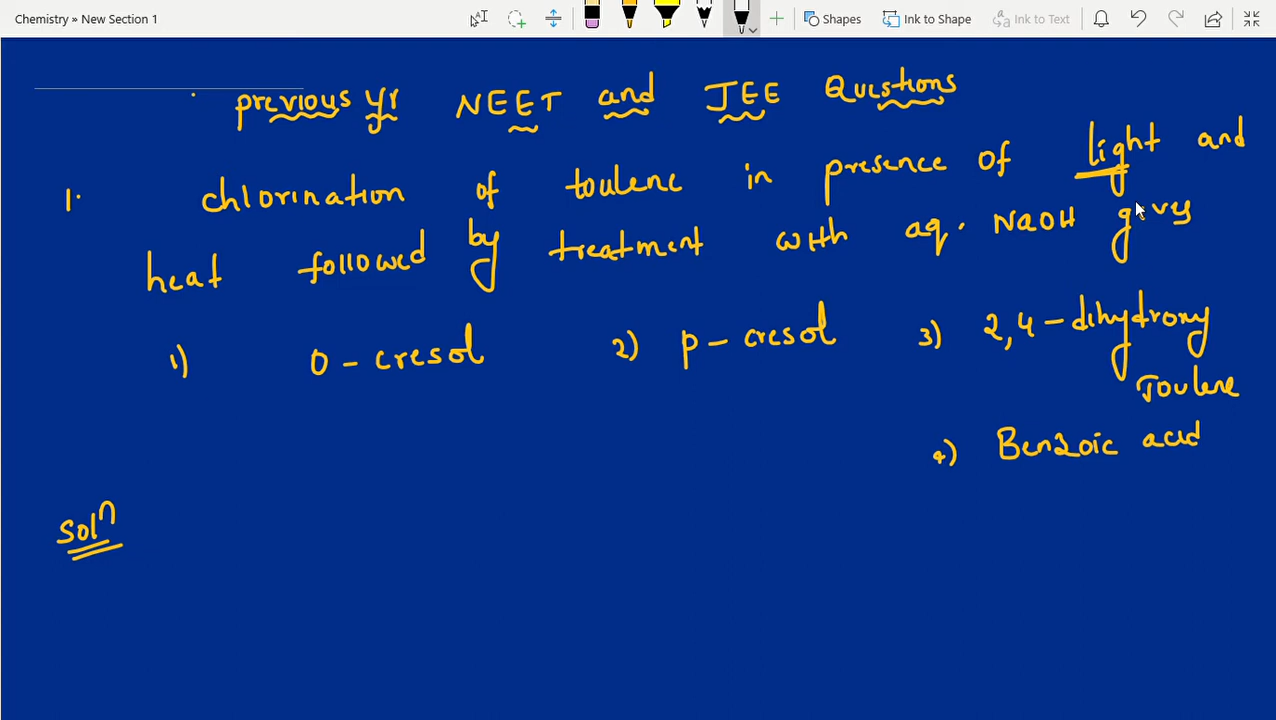 Chemistry » New Section 1
Shapes
Ink to Shape
Ink to Text
previous yr NEET and JEE Questions
1. chlorination of toulene in presence of light and
heat followed by treatment with aq. NaOH gives
1) o - cresol 2) p - cresol 3) 2,4 - dihydroxy
Toulene
4) Benzoic acid
Solⁿ